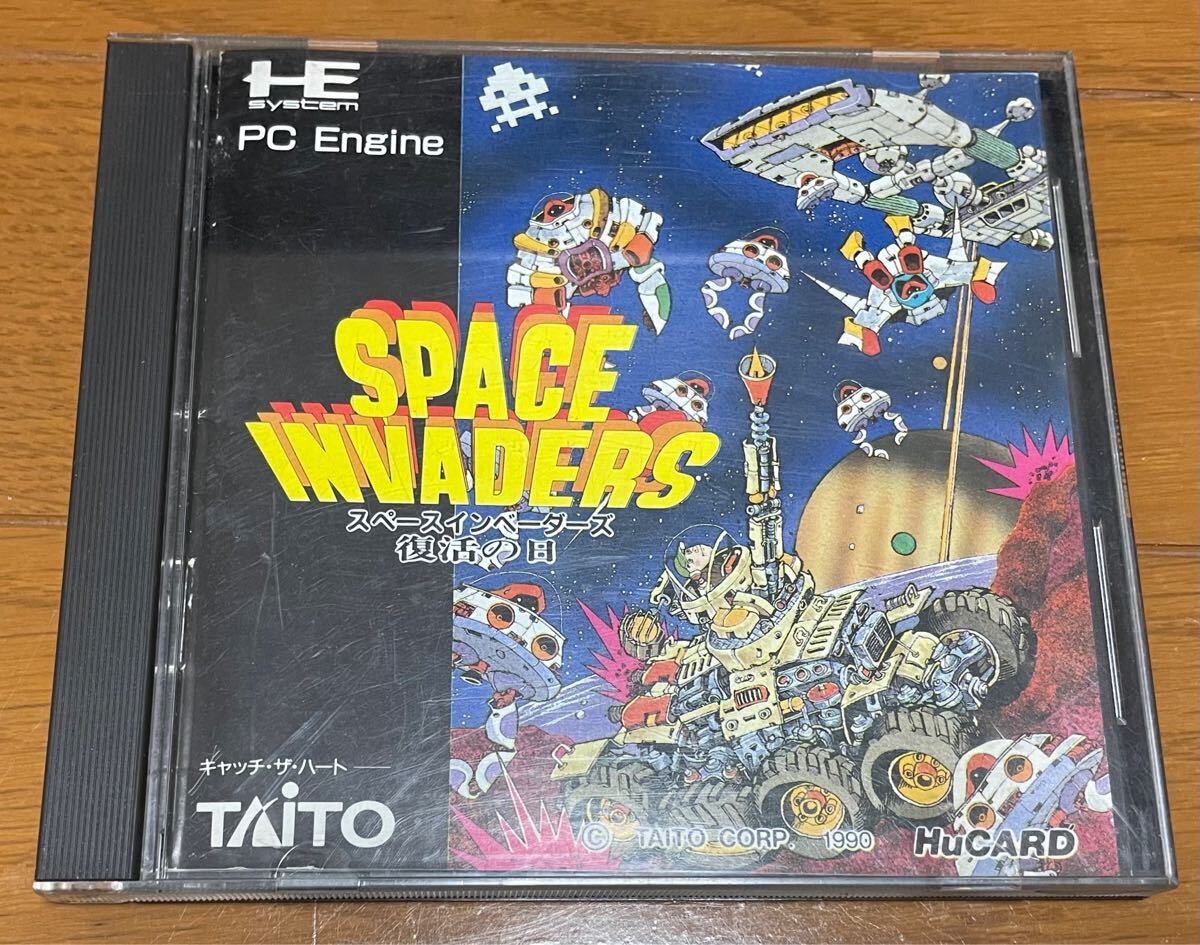 HE
system
PC Engine
SPACE
INVADERS
スペースインベーダーズ
復活の日
キャッチ・ザ・ハート
TAITO
© TAITO CORP. 1990
HuCARD